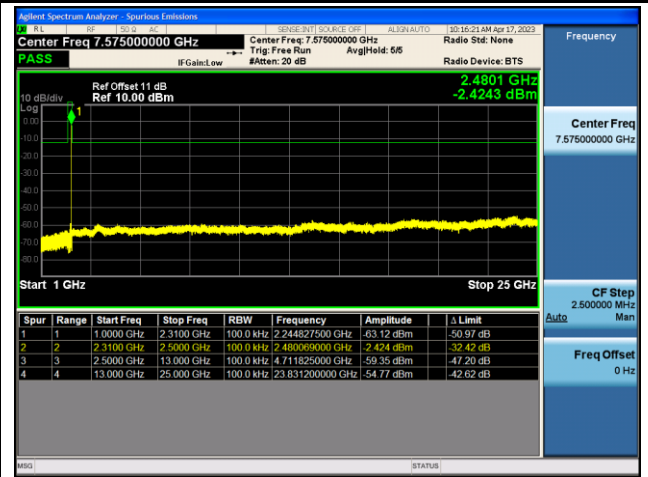 Agilent Spectrum Analyzer - Spurious Emissions
RL RF 50 Ω AC SENSE:INT SOURCE OFF ALIGN AUTO 10:16:21 AM Apr 17, 2023
Center Freq 7.575000000 GHz Center Freq: 7.575000000 GHz Radio Std: None
Trig: Free Run Avg|Hold: 5/5
PASS IFGain:Low #Atten: 20 dB Radio Device: BTS
Frequency
Ref Offset 11 dB 2.4801 GHz
10 dB/div Ref 10.00 dBm -2.4243 dBm
Log
1
0.00
-10.0
-20.0
-30.0
-40.0
-50.0
-60.0
-70.0
-80.0
Start 1 GHz Stop 25 GHz
Spur Range Start Freq Stop Freq RBW Frequency Amplitude Δ Limit
1 1 1.0000 GHz 2.3100 GHz 100.0 kHz 2.244827500 GHz -63.12 dBm -50.97 dB
2 2 2.3100 GHz 2.5000 GHz 100.0 kHz 2.480069000 GHz -2.424 dBm -32.42 dB
3 3 2.5000 GHz 13.000 GHz 100.0 kHz 4.711825000 GHz -59.35 dBm -47.20 dB
4 4 13.000 GHz 25.000 GHz 100.0 kHz 23.831200000 GHz -54.77 dBm -42.62 dB
Center Freq
7.575000000 GHz
CF Step
2.500000 MHz
Auto Man
Freq Offset
0 Hz
MSG STATUS